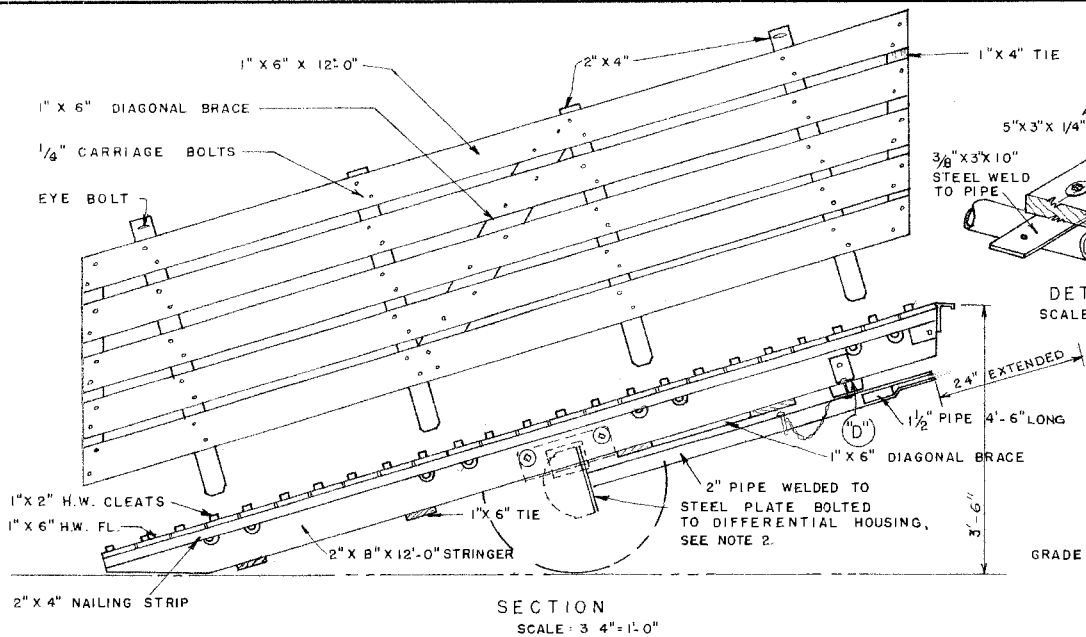 1" X 6" X 12'-0"
2" X 4"
1" X 4" TIE
1" X 6" DIAGONAL BRACE
1/4" CARRIAGE BOLTS
EYE BOLT
5"X 3"X 1/4"
3/8" X 3"X 10"
STEEL WELD
TO PIPE
DET
SCALE
24" EXTENDED
1 1/2" PIPE 4'-6" LONG
"D"
1"X 6" DIAGONAL BRACE
2" PIPE WELDED TO
STEEL PLATE BOLTED
TO DIFFERENTIAL HOUSING,
SEE NOTE 2.
3'-6"
GRADE
1"X 2" H.W. CLEATS
1"X 6" H.W. FL.
1"X 6" TIE
2" X 8" X 12'-0" STRINGER
2" X 4" NAILING STRIP
SECTION
SCALE : 3 4"=1'-0"